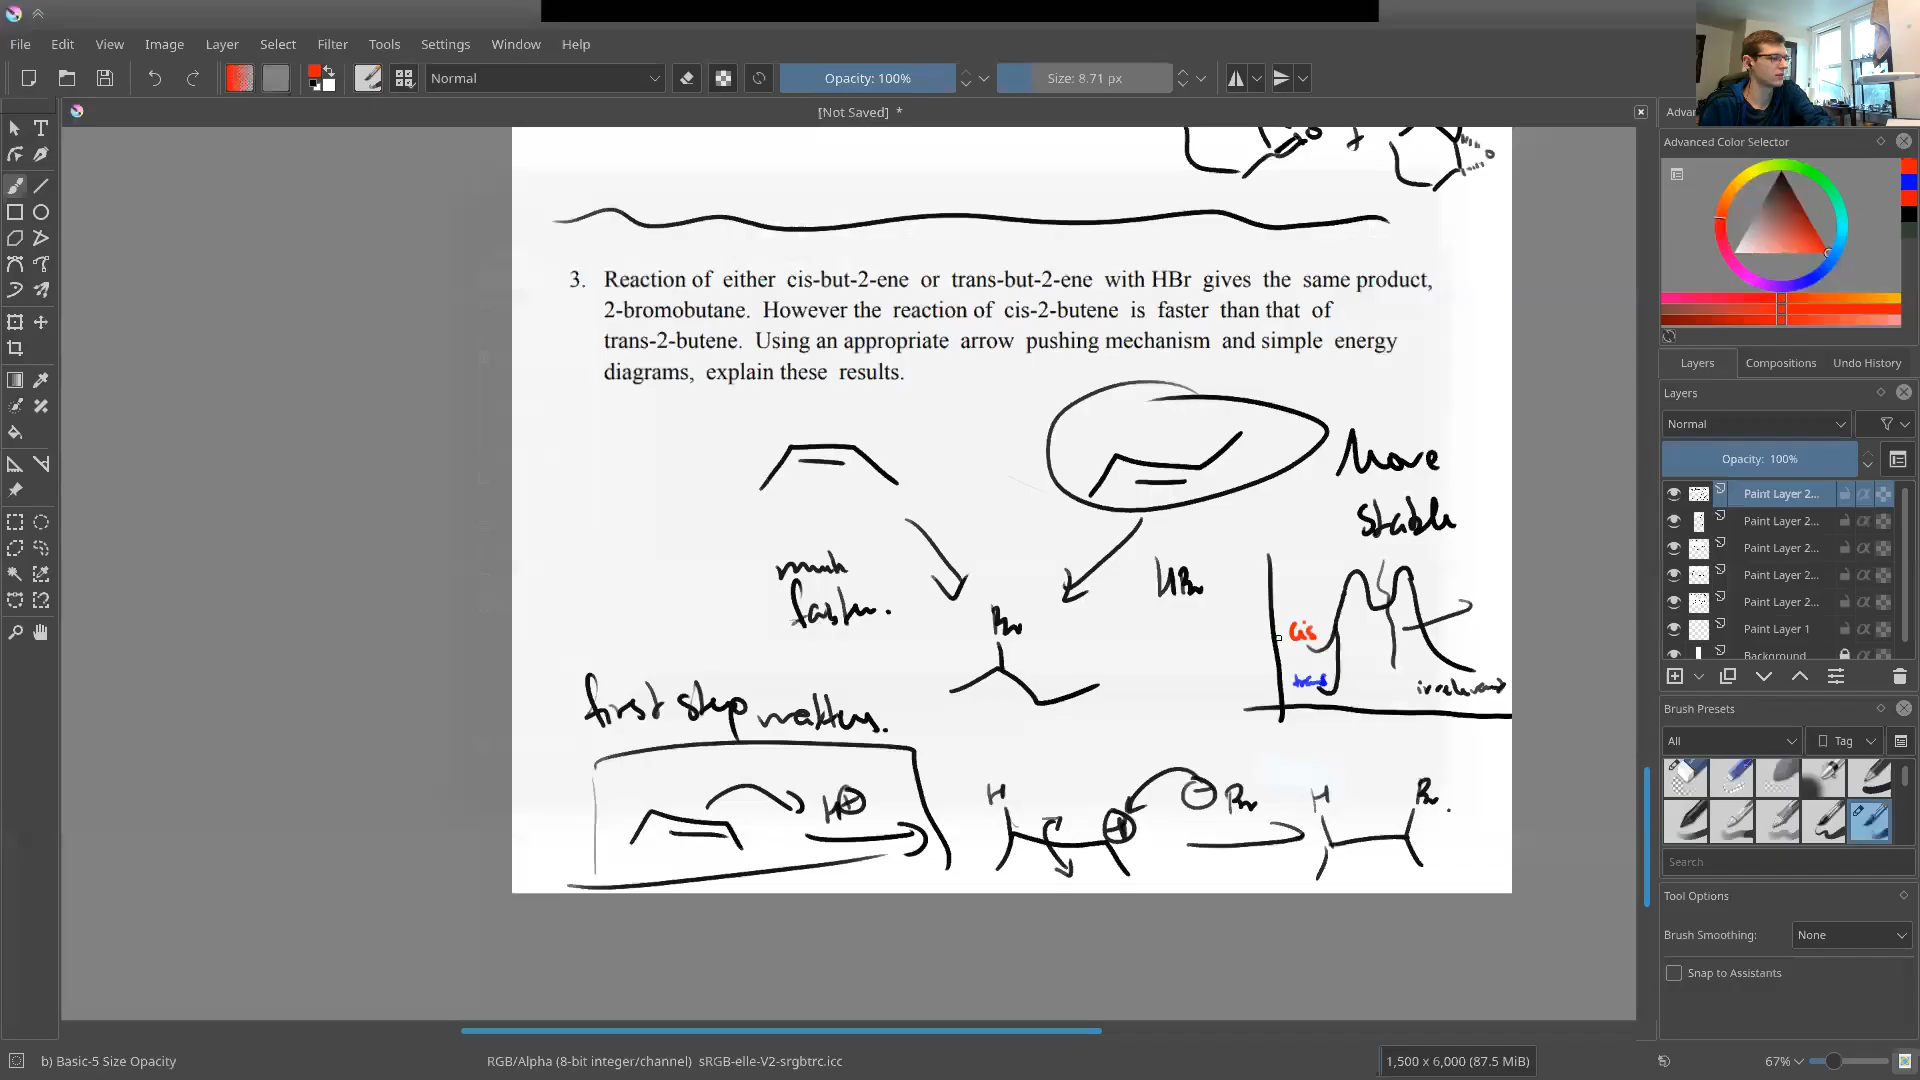 File Edit View Image Layer Select Filter Tools Settings Window Help
Normal
Opacity: 100%
Size: 8.71 px
[Not Saved] *
Advan
Advanced Color Selector
Layers Compositions Undo History
Layers
Normal
Opacity: 100%
Paint Layer 2...
Paint Layer 2...
Paint Layer 2...
Paint Layer 2...
Paint Layer 2...
Paint Layer 1
Background
Brush Presets
All
Tag
Search
Tool Options
Brush Smoothing: None
Snap to Assistants
O + O
3. Reaction of either cis-but-2-ene or trans-but-2-ene with HBr gives the same product,
2-bromobutane. However the reaction of cis-2-butene is faster than that of
trans-2-butene. Using an appropriate arrow pushing mechanism and simple energy
diagrams, explain these results.
More
stable
much
faster.
HBr
Br
cis
trans
irrelevant
first step matters.
H⊕
H
⊕
⊖ Br
H
Br.
b) Basic-5 Size Opacity
RGB/Alpha (8-bit integer/channel) sRGB-elle-V2-srgbtrc.icc
1,500 x 6,000 (87.5 MiB)
67%